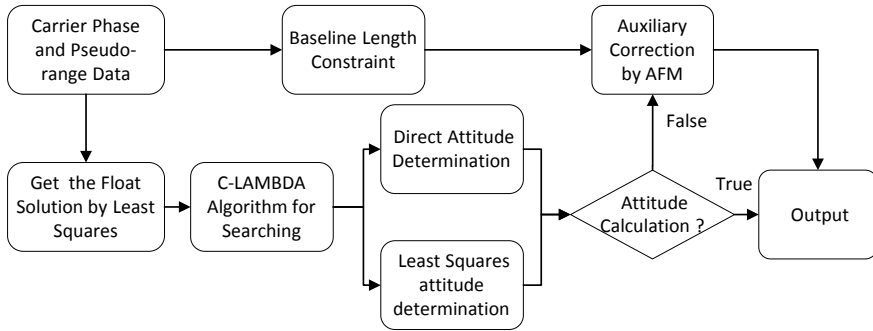 Carrier Phase
and Pseudo-
range Data
Baseline Length
Constraint
Auxiliary
Correction
by AFM
False
Direct Attitude
Determination
Get the Float
Solution by Least
Squares
C-LAMBDA
Algorithm for
Searching
Attitude
Calculation ?
True
Output
Least Squares
attitude
determination